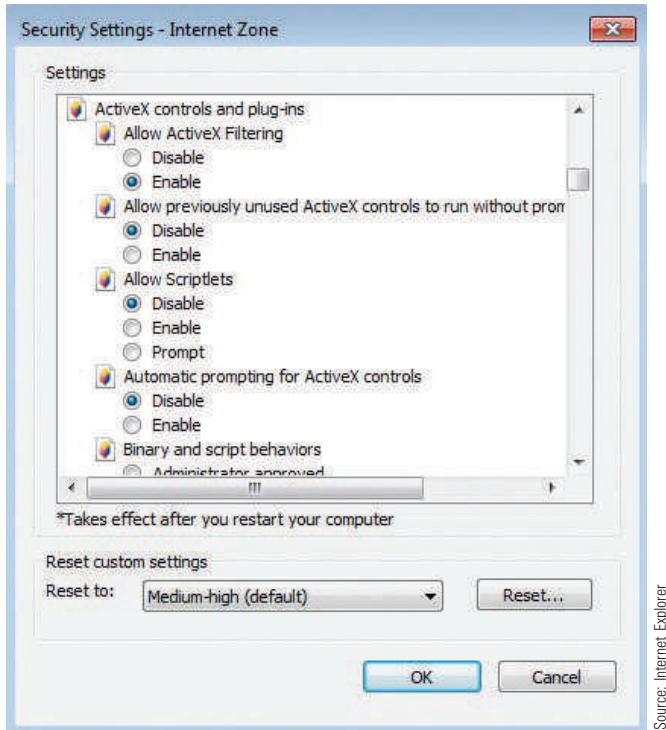 Security Settings - Internet Zone
Settings
ActiveX controls and plug-ins
Allow ActiveX Filtering
Disable
Enable
Allow previously unused ActiveX controls to run without prom
Disable
Enable
Allow Scriptlets
Disable
Enable
Prompt
Automatic prompting for ActiveX controls
Disable
Enable
Binary and script behaviors
Administrator approved
*Takes effect after you restart your computer
Reset custom settings
Reset to:
Medium-high (default)
Reset...
OK
Cancel
Source: Internet Explorer